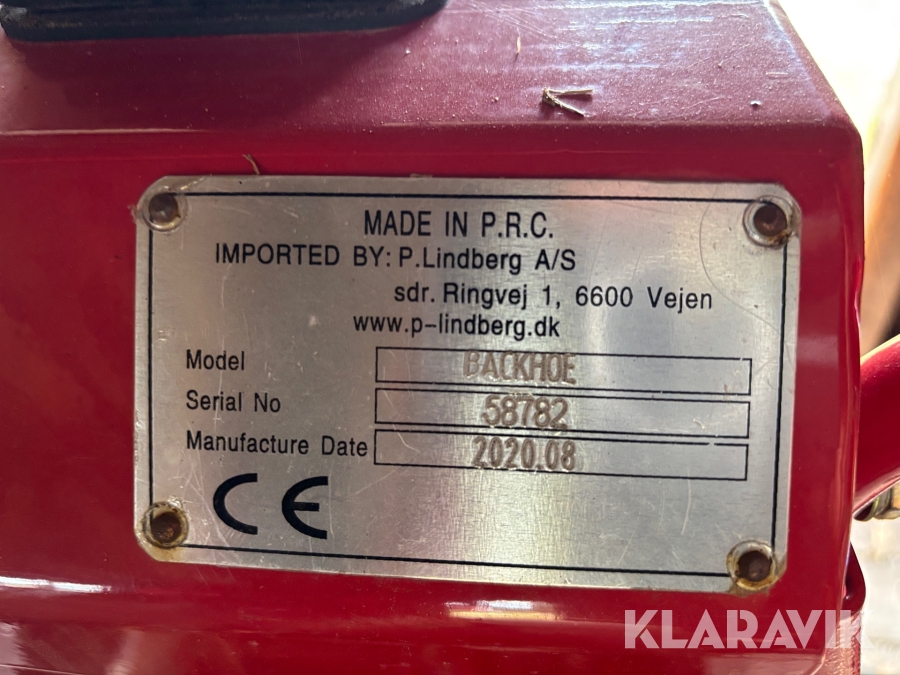 MADE IN P.R.C.
IMPORTED BY: P.Lindberg A/S
sdr. Ringvej 1, 6600 Vejen
www.p-lindberg.dk
Model BACKHOE
Serial No 58782
Manufacture Date 2020.08
CE
KLARAVIK